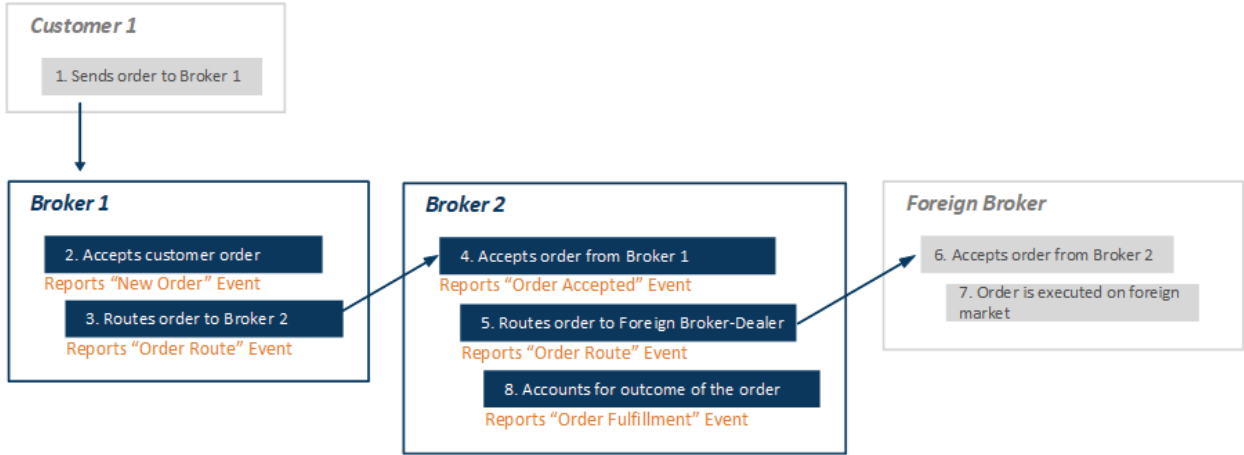 Customer 1
1. Sends order to Broker 1
Broker 1
2. Accepts customer order
Reports “New Order” Event
3. Routes order to Broker 2
Reports “Order Route” Event
Broker 2
4. Accepts order from Broker 1
Reports “Order Accepted” Event
5. Routes order to Foreign Broker-Dealer
Reports “Order Route” Event
8. Accounts for outcome of the order
Reports “Order Fulfillment” Event
Foreign Broker
6. Accepts order from Broker 2
7. Order is executed on foreign
market